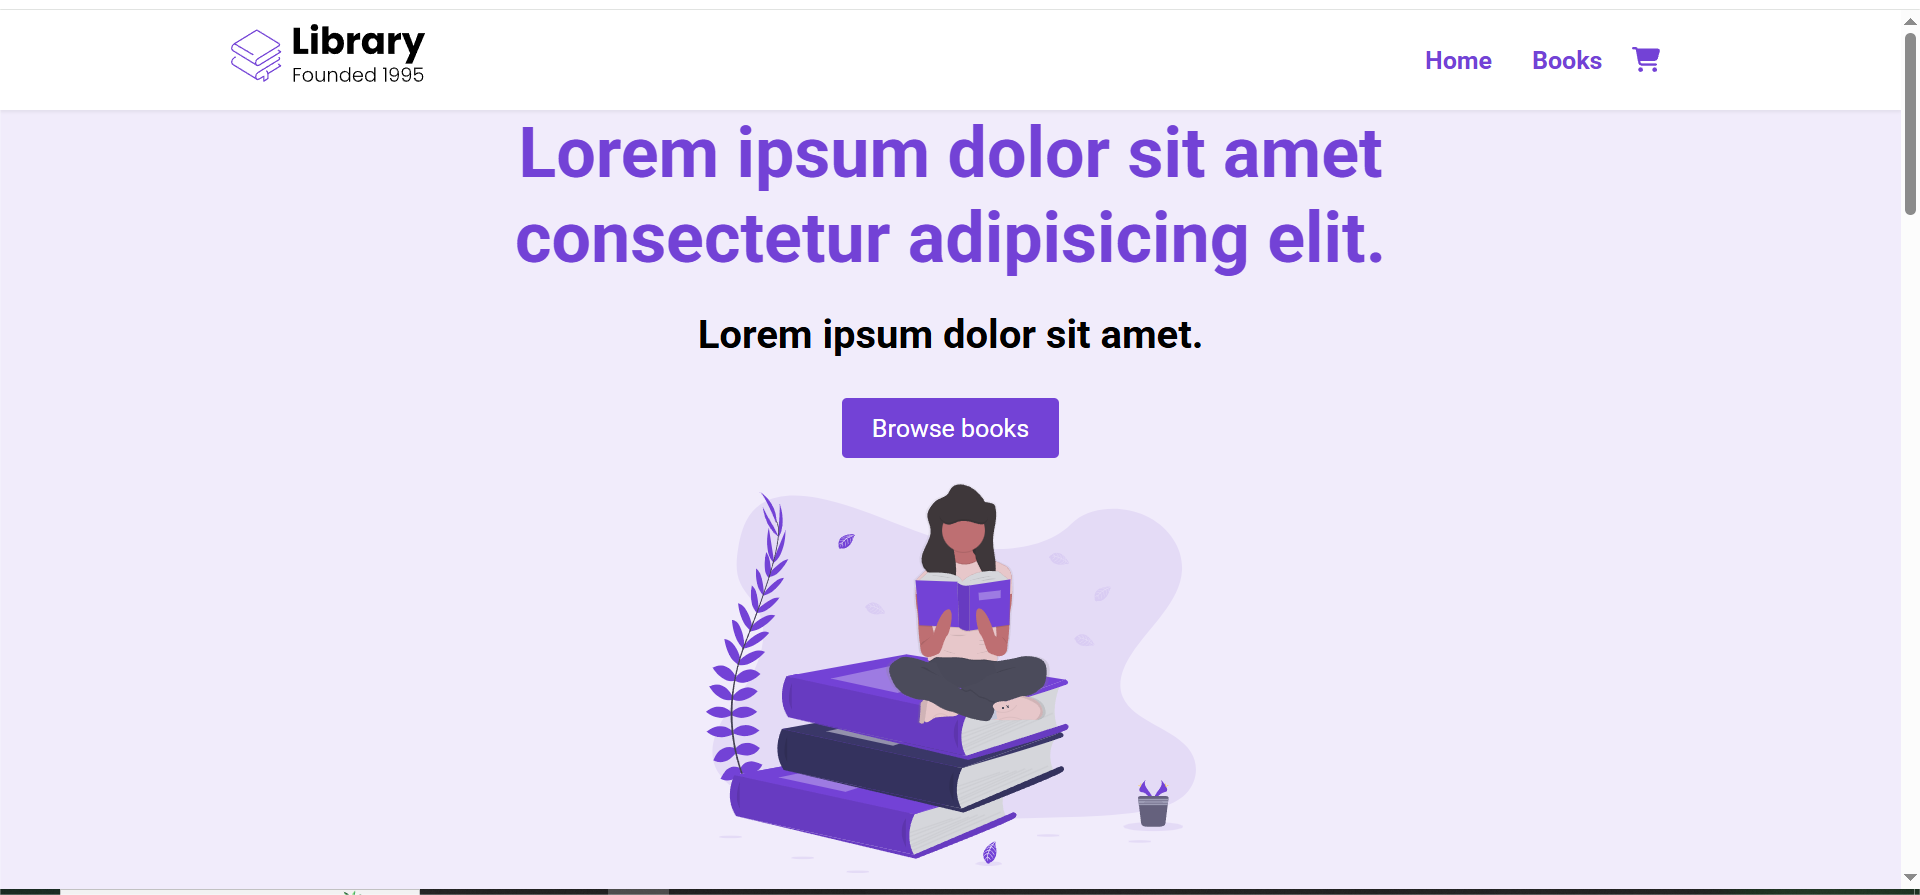 Library
Founded 1995
Home
Books
Lorem ipsum dolor sit amet
consectetur adipisicing elit.
Lorem ipsum dolor sit amet.
Browse books